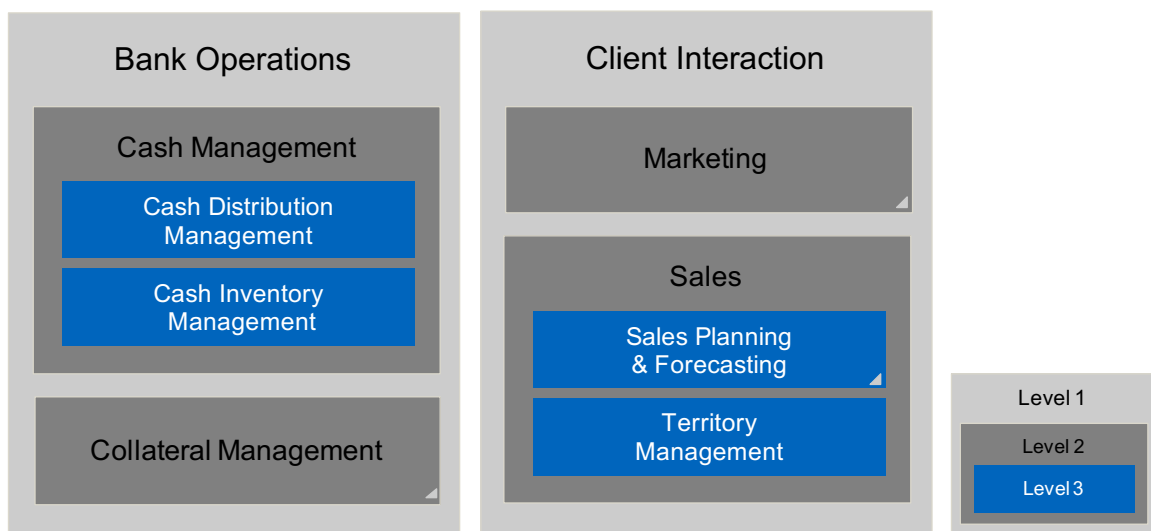 Bank Operations
Cash Management
Cash Distribution
Management
Cash Inventory
Management
Collateral Management
Client Interaction
Marketing
Sales
Sales Planning
& Forecasting
Territory
Management
Level 1
Level 2
Level 3